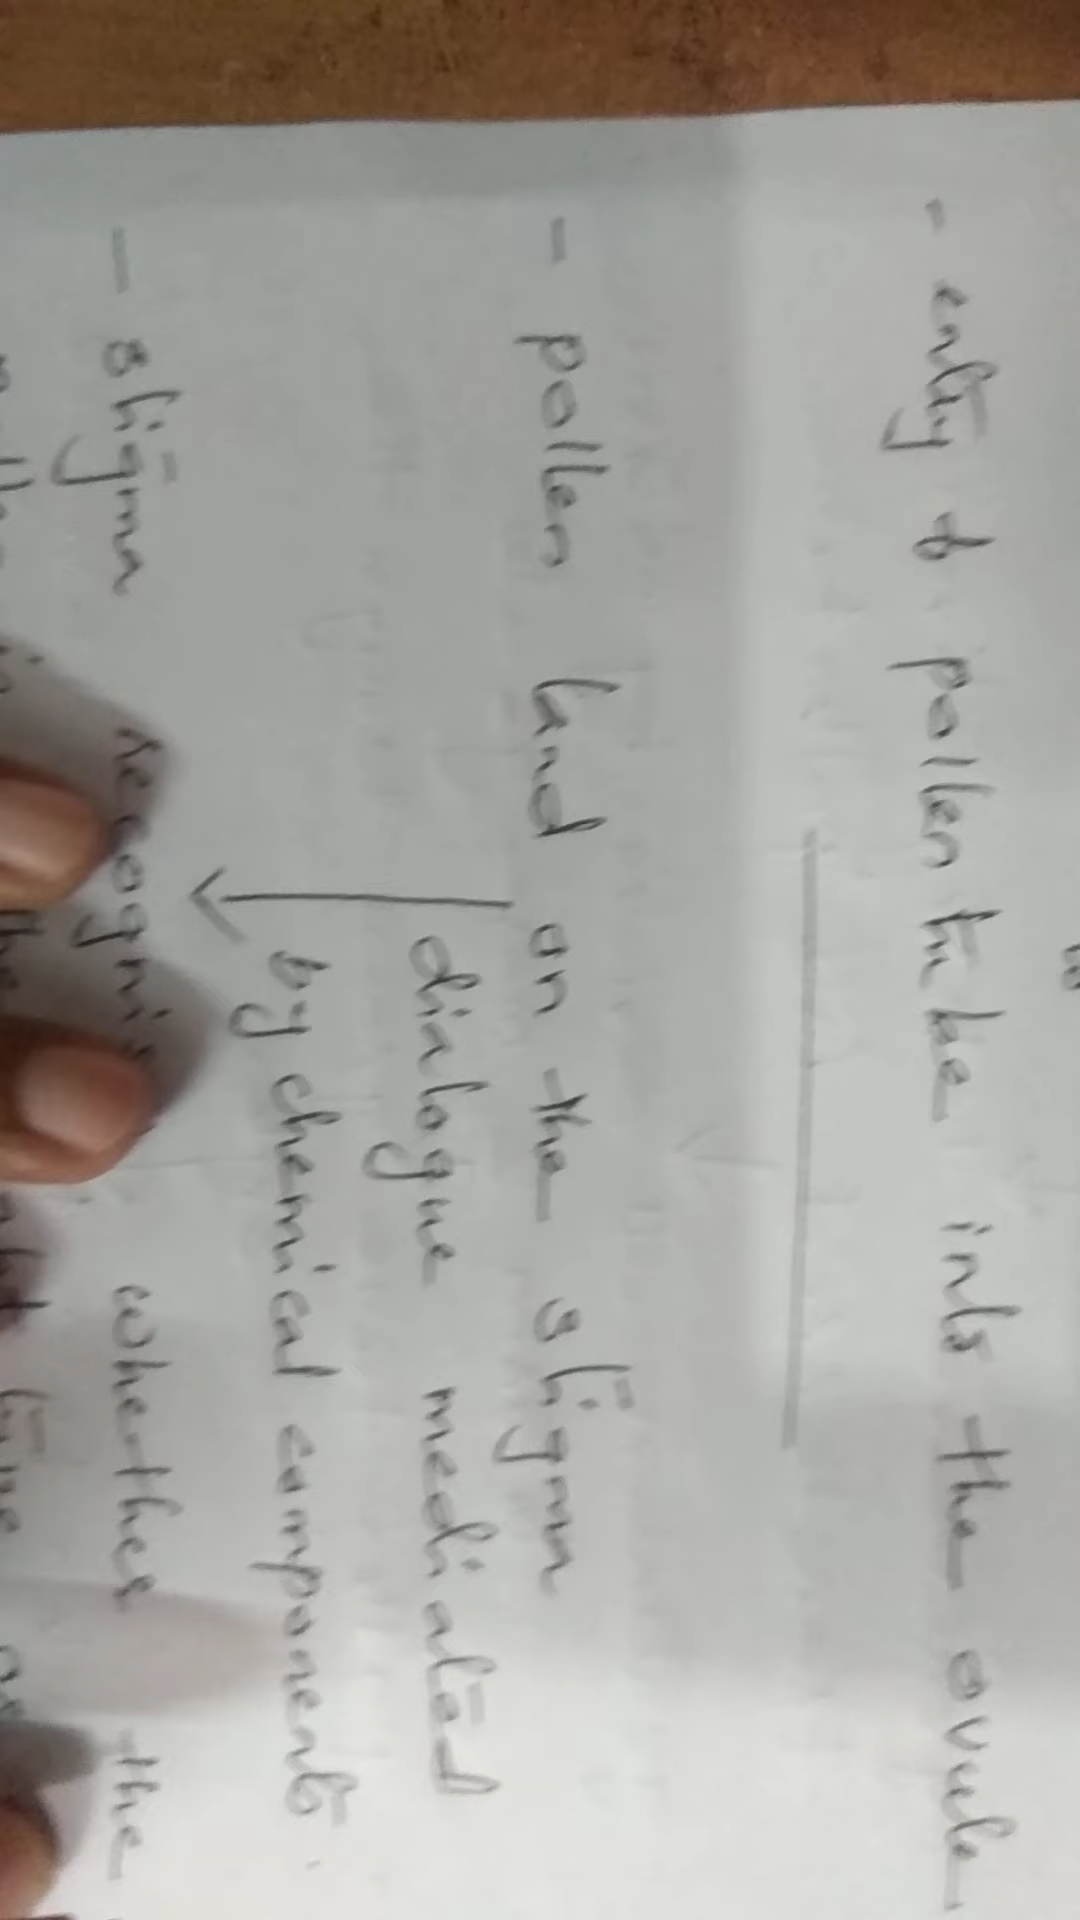 - entry of pollen tube into the ovule
- pollen land on the stigma
dialogue mediated
by chemical components.
- stigma whether the